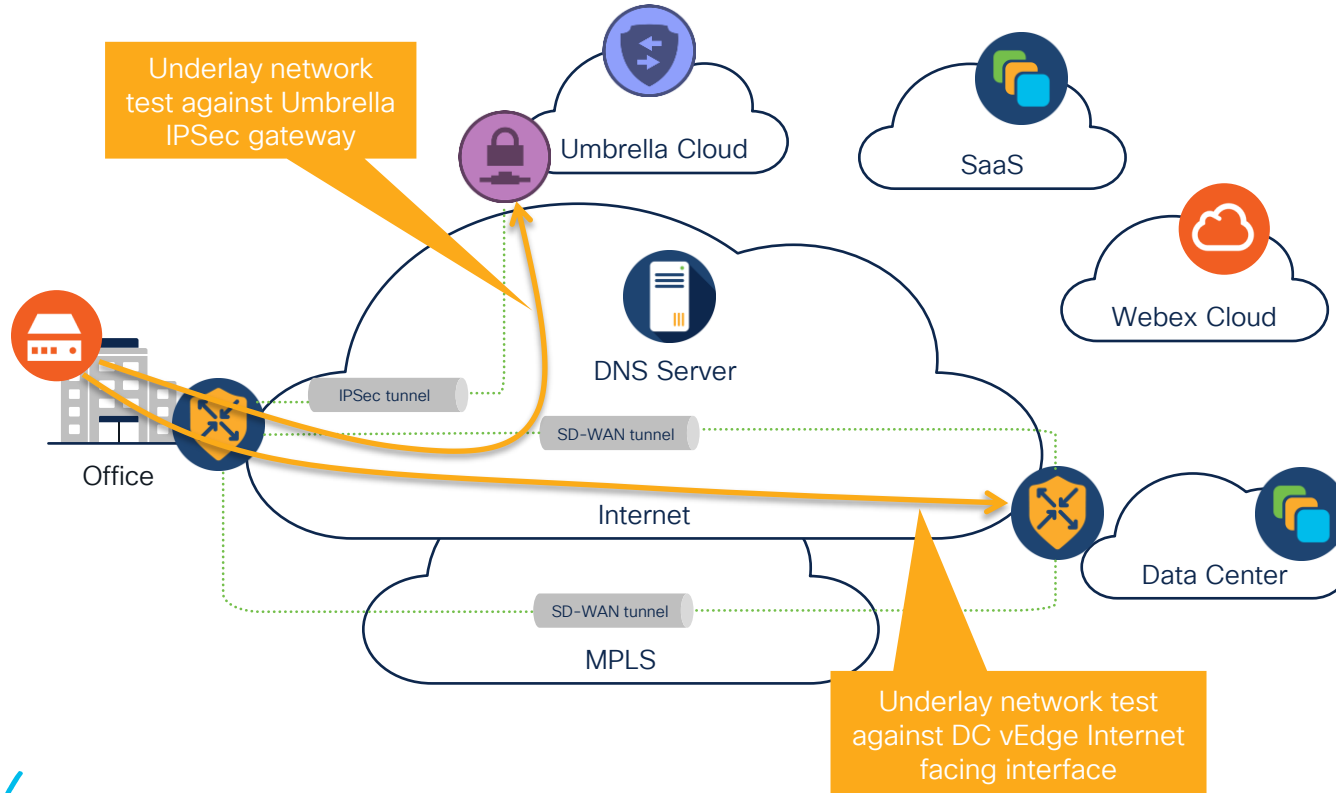 Underlay network
test against Umbrella
IPSec gateway
Umbrella Cloud
SaaS
Webex Cloud
DNS Server
IPSec tunnel
SD-WAN tunnel
Office
Internet
Data Center
SD-WAN tunnel
MPLS
Underlay network test
against DC vEdge Internet
facing interface